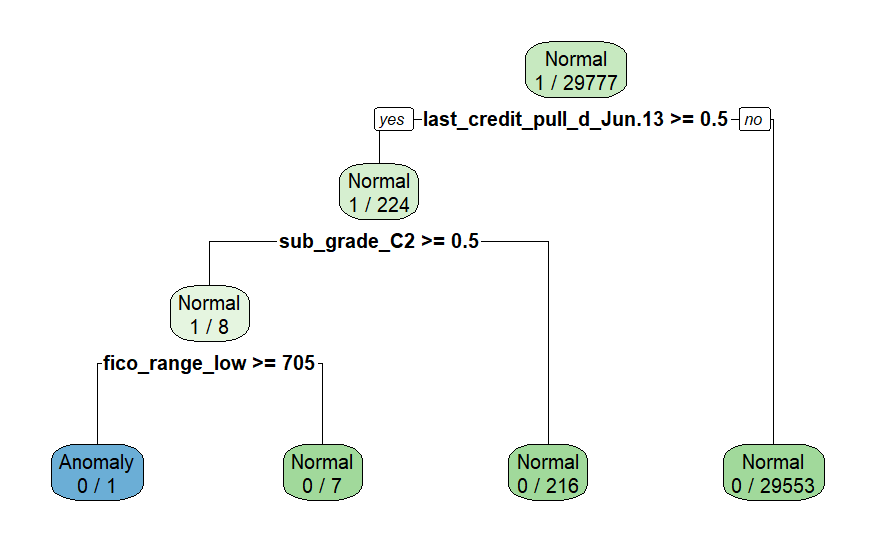 Normal
1 / 29777
yes
last_credit_pull_d_Jun.13 >= 0.5
no
Normal
1 / 224
sub_grade_C2 >= 0.5
Normal
1 / 8
fico_range_low >= 705
Anomaly
0 / 1
Normal
0 / 7
Normal
0 / 216
Normal
0 / 29553